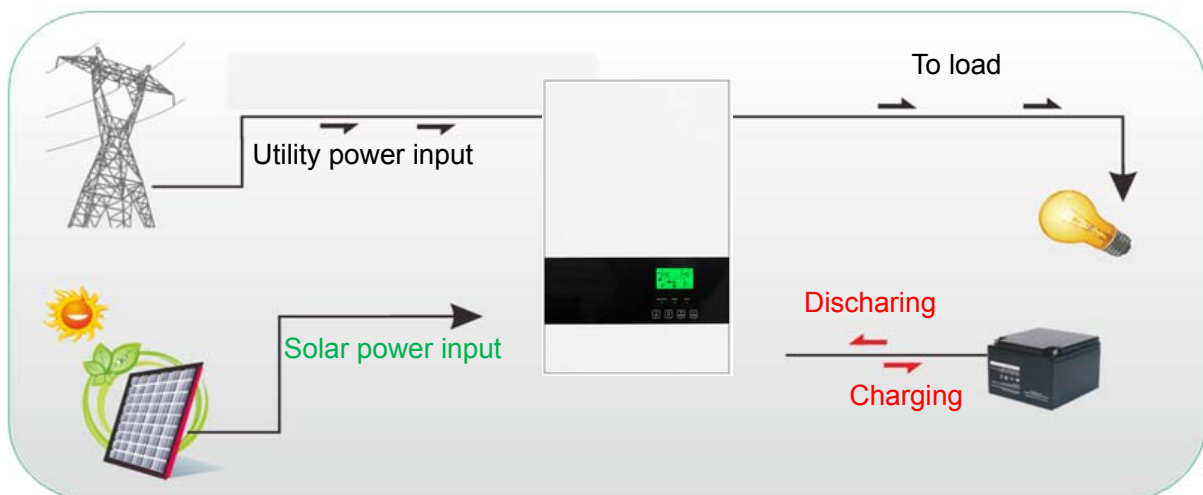 To load
Utility power input
Discharing
Solar power input
Charging